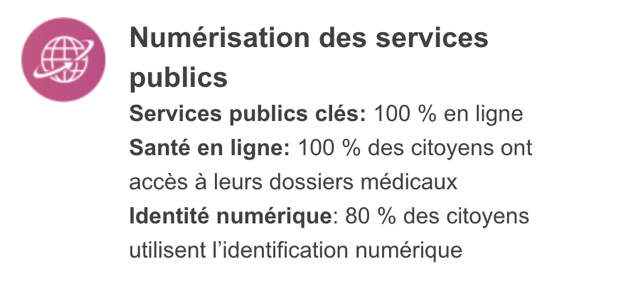 Numérisation des services
publics
Services publics clés: 100 % en ligne
Santé en ligne: 100 % des citoyens ont
accès à leurs dossiers médicaux
Identité numérique: 80 % des citoyens
utilisent l’identification numérique